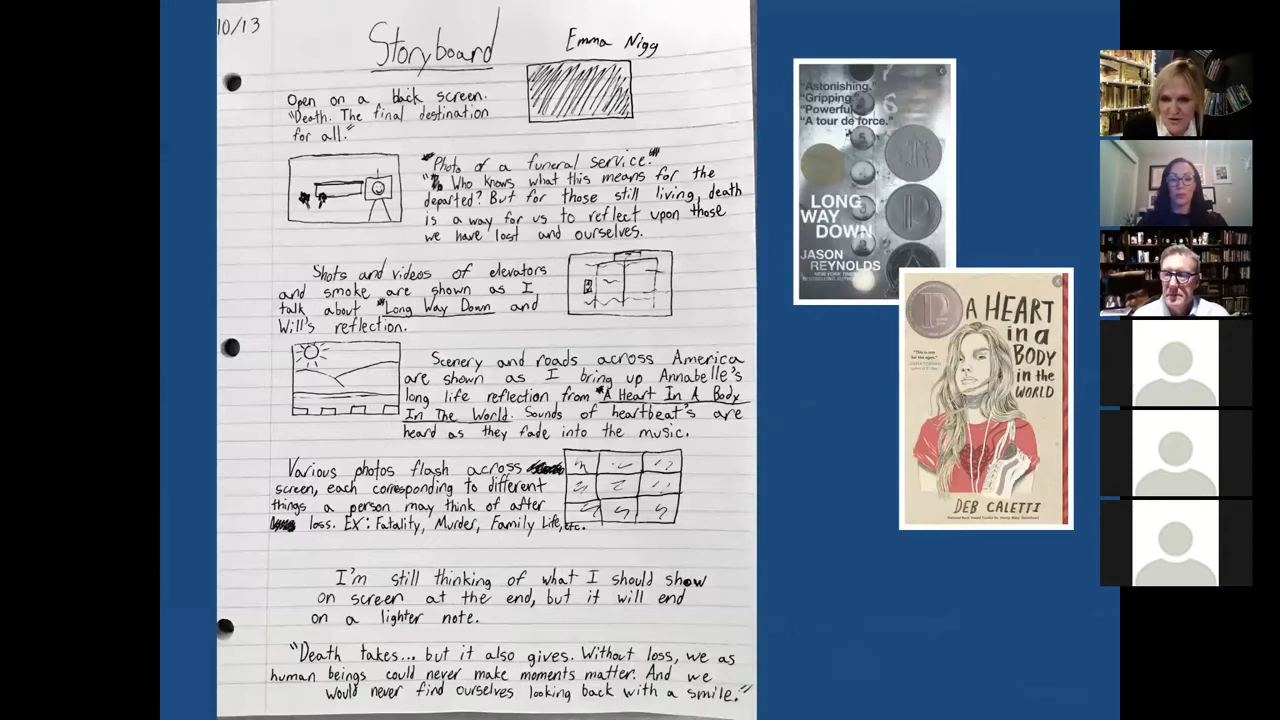 10/13
Storyboard
Emma Nigg
Open on a black screen.
"Death. The final destination
for all."
"Photo of a funeral service."
" Who knows what this means for the
departed? But for those still living, death
is a way for us to reflect upon those
we have lost and ourselves.
Shots and videos of elevators
and smoke are shown as I
talk about "Long Way Down and
Will's reflection.
Scenery and roads across America
are shown as I bring up Annabelle's
long life reflection from "A Heart In A Body
In The World. Sounds of heartbeat's are
heard as they fade into the music.
Various photos flash across
screen, each corresponding to different
things a person may think of after
loss. EX: Fatality, Murder, Family Life, etc.
I'm still thinking of what I should show
on screen at the end, but it will end
on a lighter note.
"Death takes... but it also gives. Without loss, we as
human beings could never make moments matter. And we
would never find ourselves looking back with a smile."
"Astonishing."
"Gripping."
"Powerful."
"A tour de force."
LONG
WAY
DOWN
JASON
REYNOLDS
A HEART
in a
BODY
in the
WORLD
DEB CALETTI